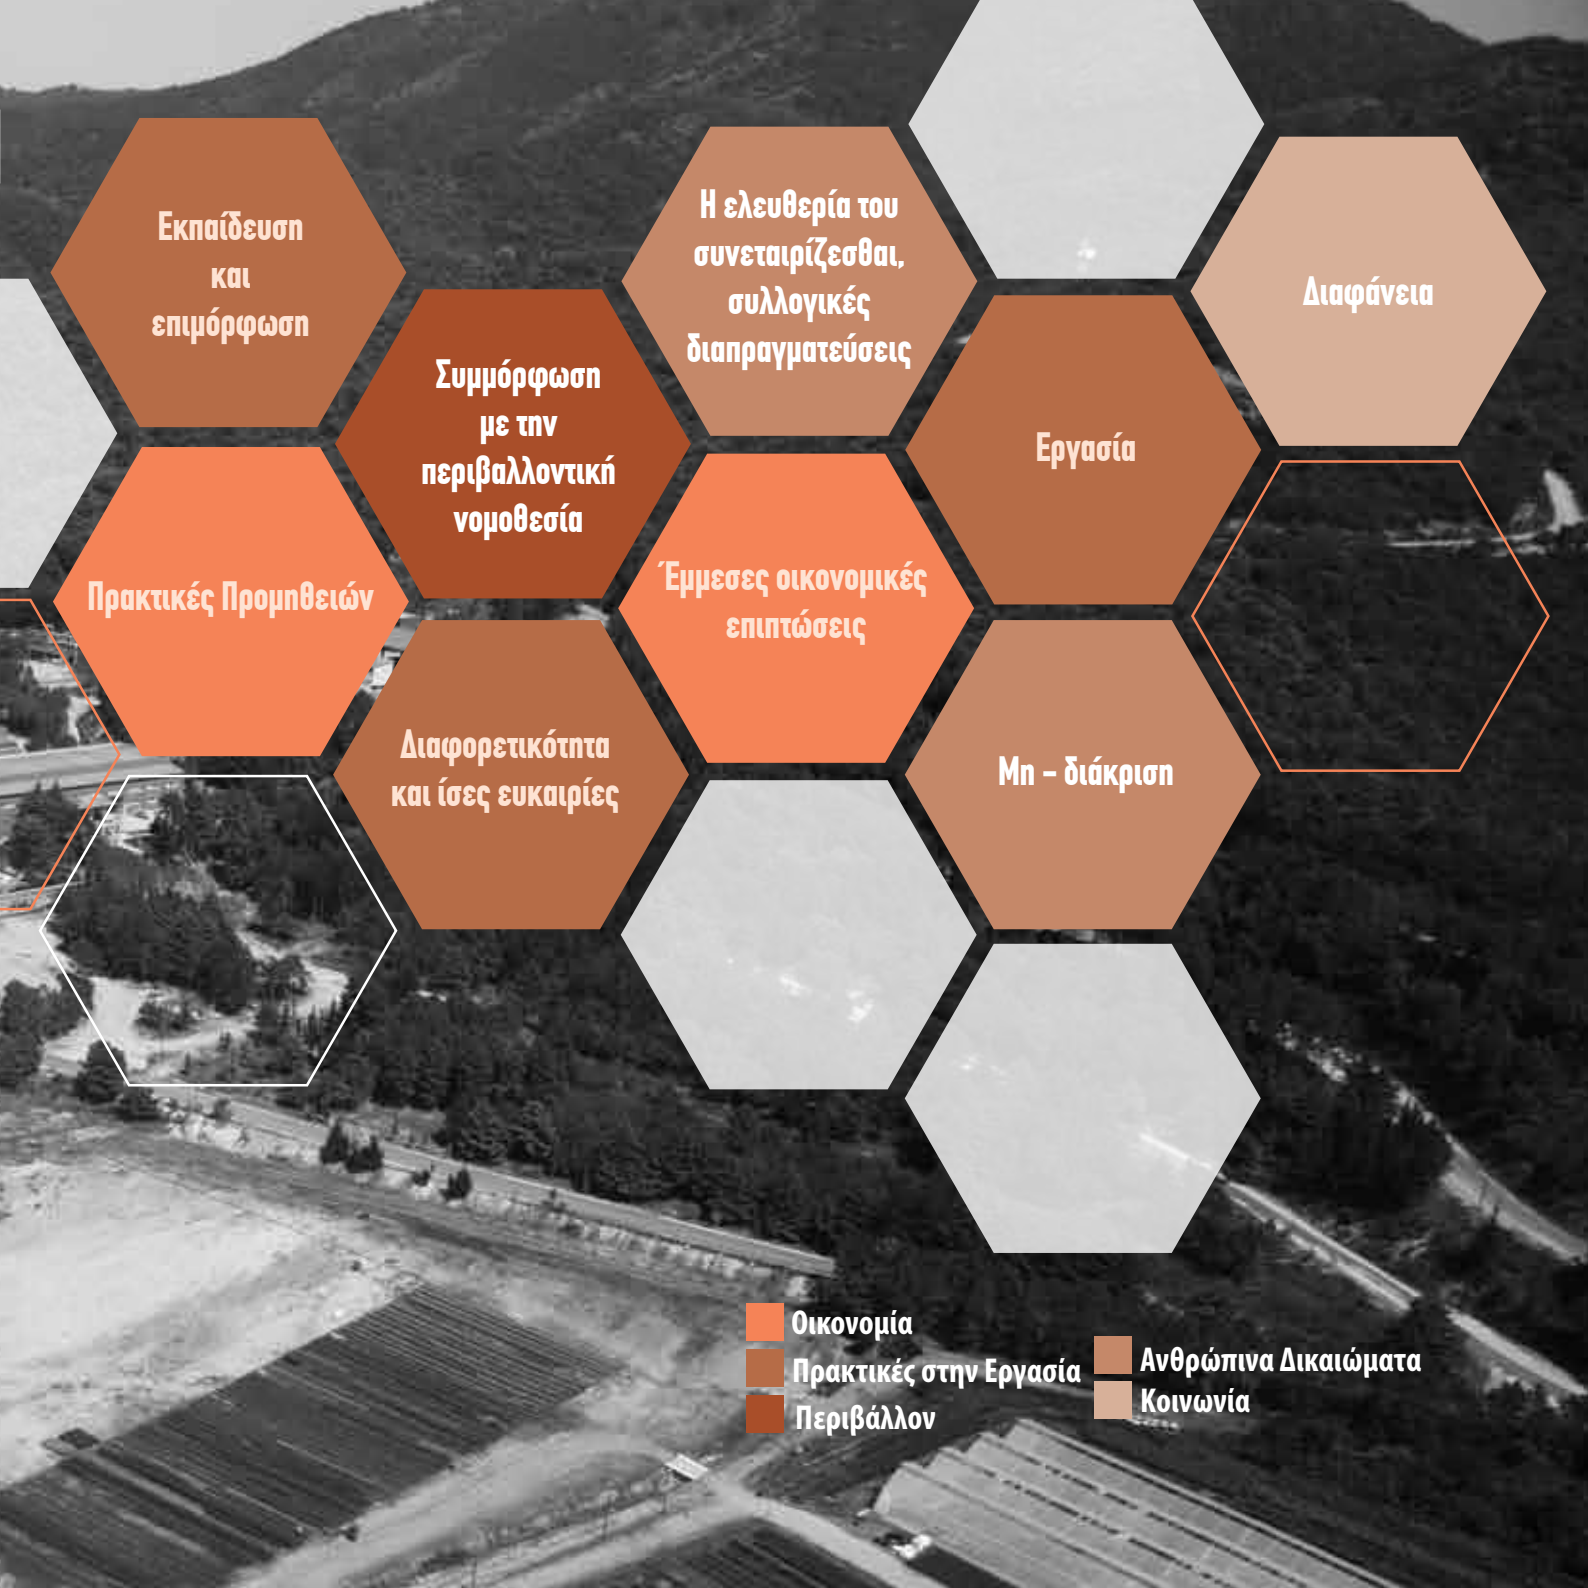 Εκπαίδευση
και
επιμόρφωση
Η ελευθερία του
συνεταιρίζεσθαι,
συλλογικές
διαπραγματεύσεις
Διαφάνεια
Συμμόρφωση
με την
περιβαλλοντική
νομοθεσία
Εργασία
Πρακτικές Προμηθειών
Έμμεσες οικονομικές
επιπτώσεις
Διαφορετικότητα
και ίσες ευκαιρίες
Μη - διάκριση
Οικονομία
Πρακτικές στην Εργασία
Περιβάλλον
Ανθρώπινα Δικαιώματα
Κοινωνία